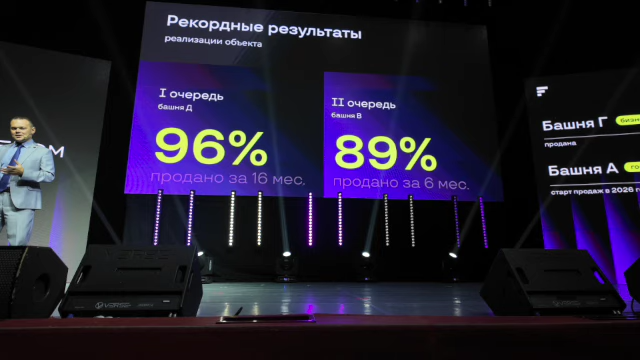 Рекордные результаты
реализации объекта
I очередь
башня Д
96%
продано за 16 мес.
II очередь
башня В
89%
продано за 6 мес.
Башня Г
продана
Башня А
старт продаж в 2026